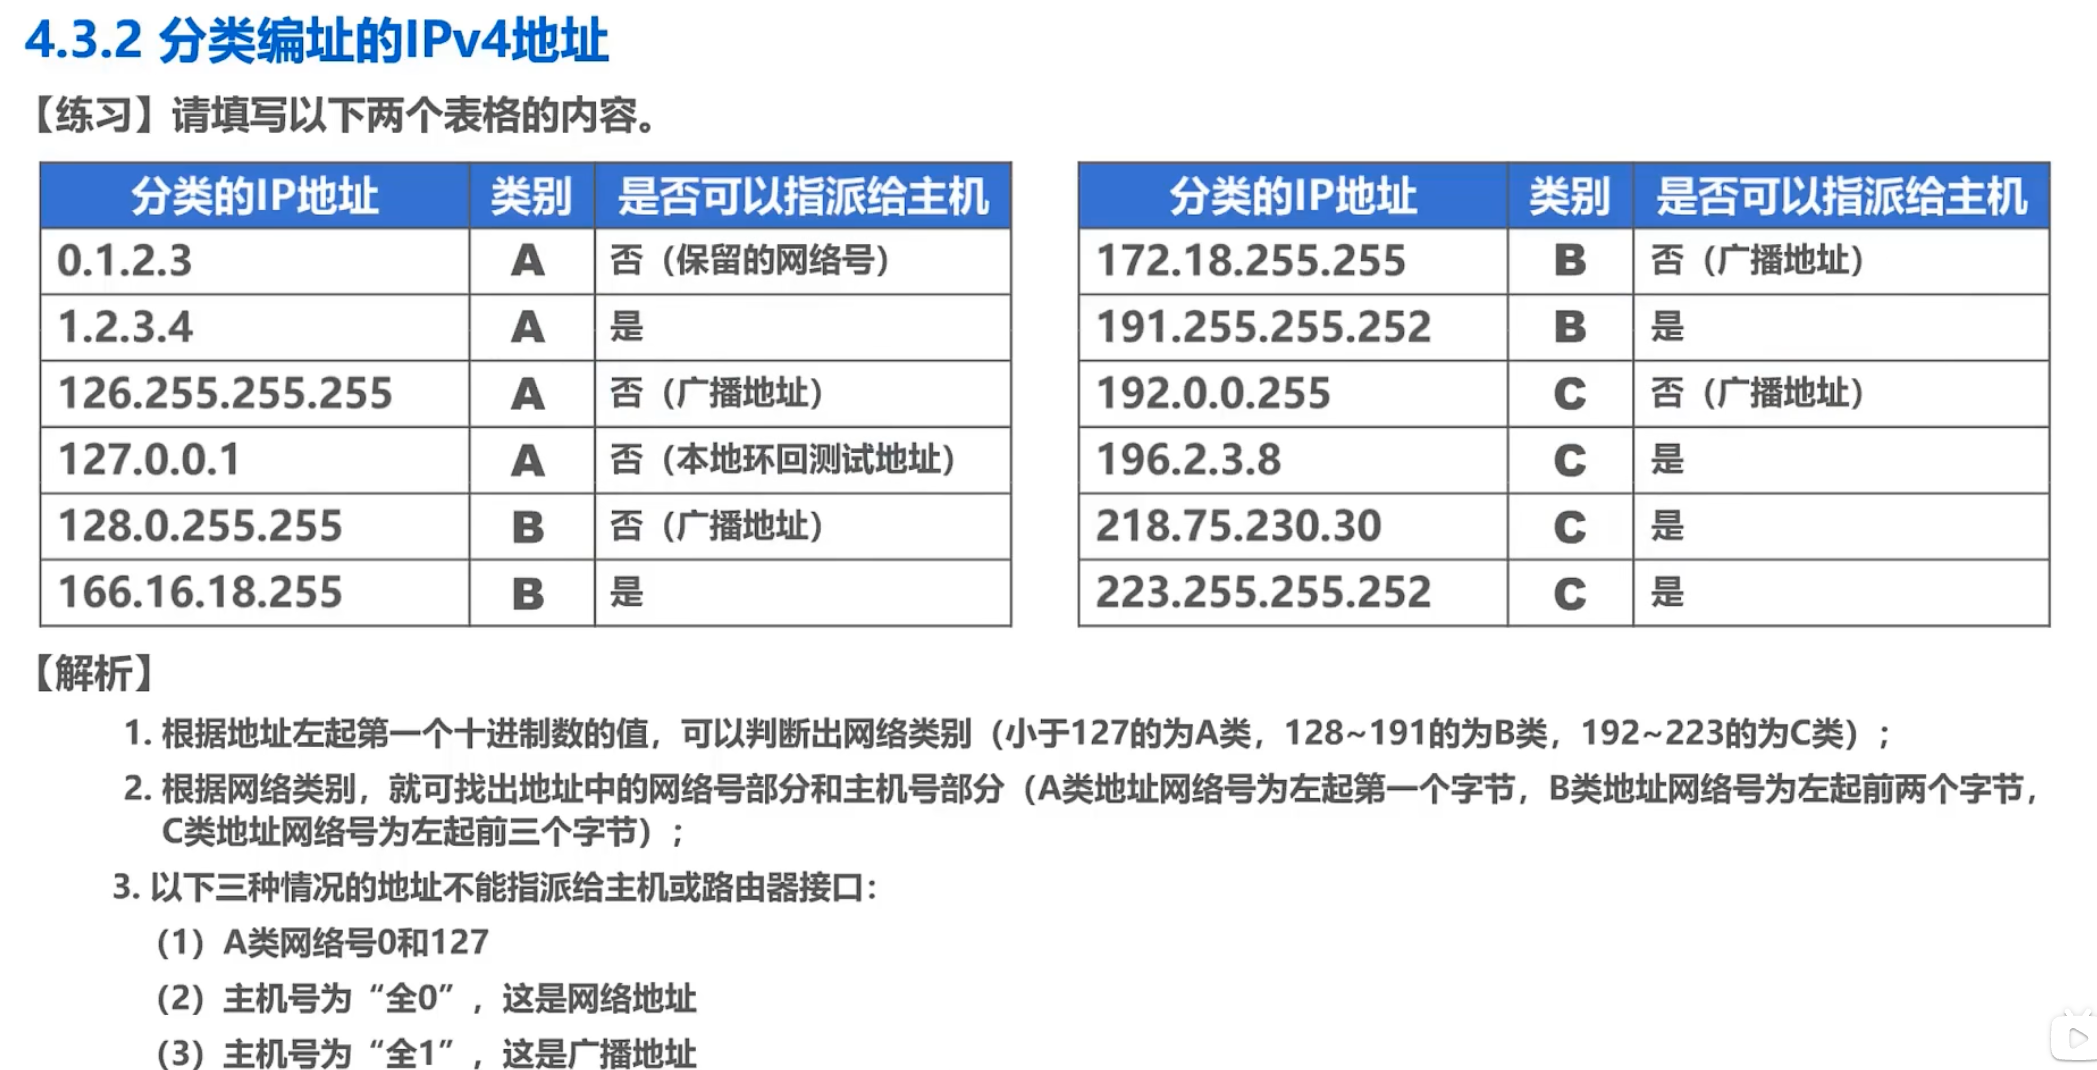 4.3.2 分类编址的IPv4地址
【练习】请填写以下两个表格的内容。
分类的IP地址 类别 是否可以指派给主机
0.1.2.3 A 否（保留的网络号）
1.2.3.4 A 是
126.255.255.255 A 否（广播地址）
127.0.0.1 A 否（本地环回测试地址）
128.0.255.255 B 否（广播地址）
166.16.18.255 B 是
分类的IP地址 类别 是否可以指派给主机
172.18.255.255 B 否（广播地址）
191.255.255.252 B 是
192.0.0.255 C 否（广播地址）
196.2.3.8 C 是
218.75.230.30 C 是
223.255.255.252 C 是
【解析】
1. 根据地址左起第一个十进制数的值，可以判断出网络类别（小于127的为A类，128~191的为B类，192~223的为C类）；
2. 根据网络类别，就可找出地址中的网络号部分和主机号部分（A类地址网络号为左起第一个字节，B类地址网络号为左起前两个字节，
C类地址网络号为左起前三个字节）；
3. 以下三种情况的地址不能指派给主机或路由器接口：
（1）A类网络号0和127
（2）主机号为“全0”，这是网络地址
（3）主机号为“全1”，这是广播地址